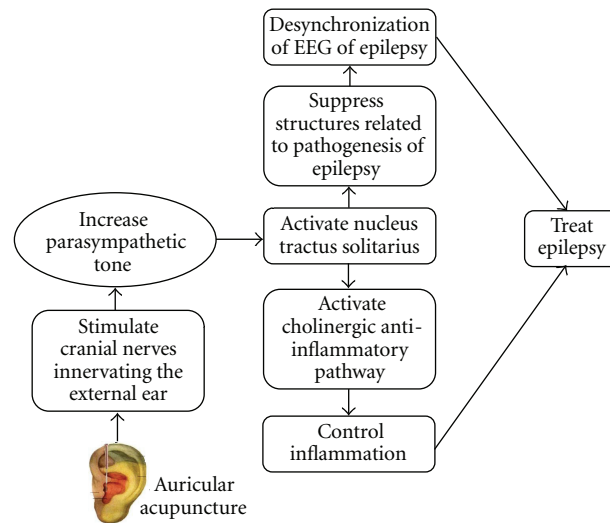 Desynchronization
of EEG of epilepsy
Suppress
structures related
to pathogenesis of
epilepsy
Increase
parasympathetic
tone
Activate nucleus
tractus solitarius
Treat
epilepsy
Stimulate
cranial nerves
innervating the
external ear
Activate
cholinergic anti-
inflammatory
pathway
Control
inflammation
Auricular
acupuncture